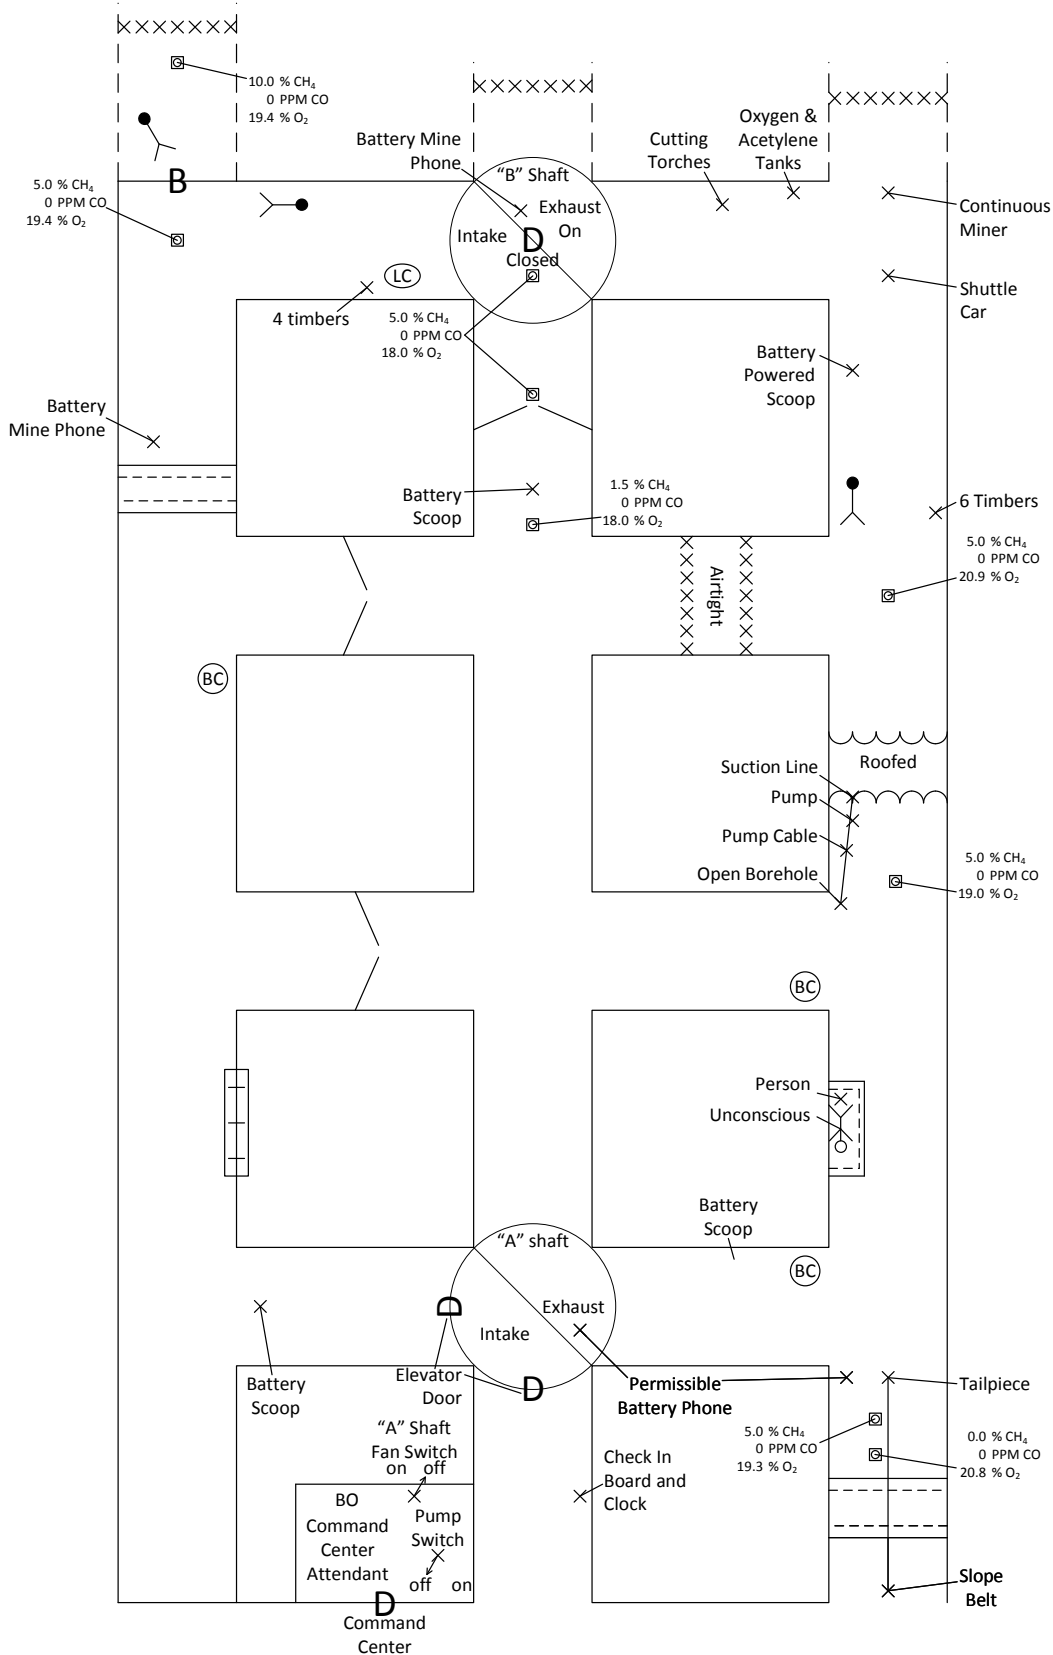 10.0 % CH₄
0 PPM CO
19.4 % O₂
Battery Mine
Phone
Cutting
Torches
Oxygen &
Acetylene
Tanks
B
"B" Shaft
Exhaust
On
Intake
D
Closed
5.0 % CH₄
0 PPM CO
19.4 % O₂
Continuous
Miner
LC
4 timbers
Shuttle
Car
5.0 % CH₄
0 PPM CO
18.0 % O₂
Battery
Powered
Scoop
Battery
Mine Phone
Battery
Scoop
1.5 % CH₄
0 PPM CO
18.0 % O₂
6 Timbers
5.0 % CH₄
0 PPM CO
20.9 % O₂
Airtight
BC
Roofed
Suction Line
Pump
Pump Cable
Open Borehole
5.0 % CH₄
0 PPM CO
19.0 % O₂
BC
Person
Unconscious
Battery
Scoop
BC
"A" shaft
Exhaust
Intake
D
D
Elevator
Door
Battery
Scoop
Permissible
Battery Phone
Tailpiece
"A" Shaft
Fan Switch
on off
5.0 % CH₄
0 PPM CO
19.3 % O₂
0.0 % CH₄
0 PPM CO
20.8 % O₂
Check In
Board and
Clock
BO
Command
Center
Attendant
Pump
Switch
off on
D
Command
Center
Slope
Belt